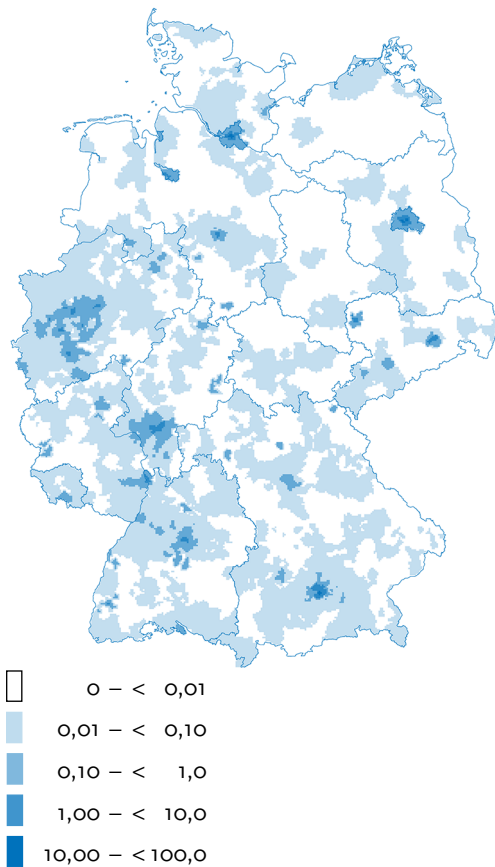 0 – < 0,01
0,01 – < 0,10
0,10 – < 1,0
1,00 – < 10,0
10,00 – < 100,0